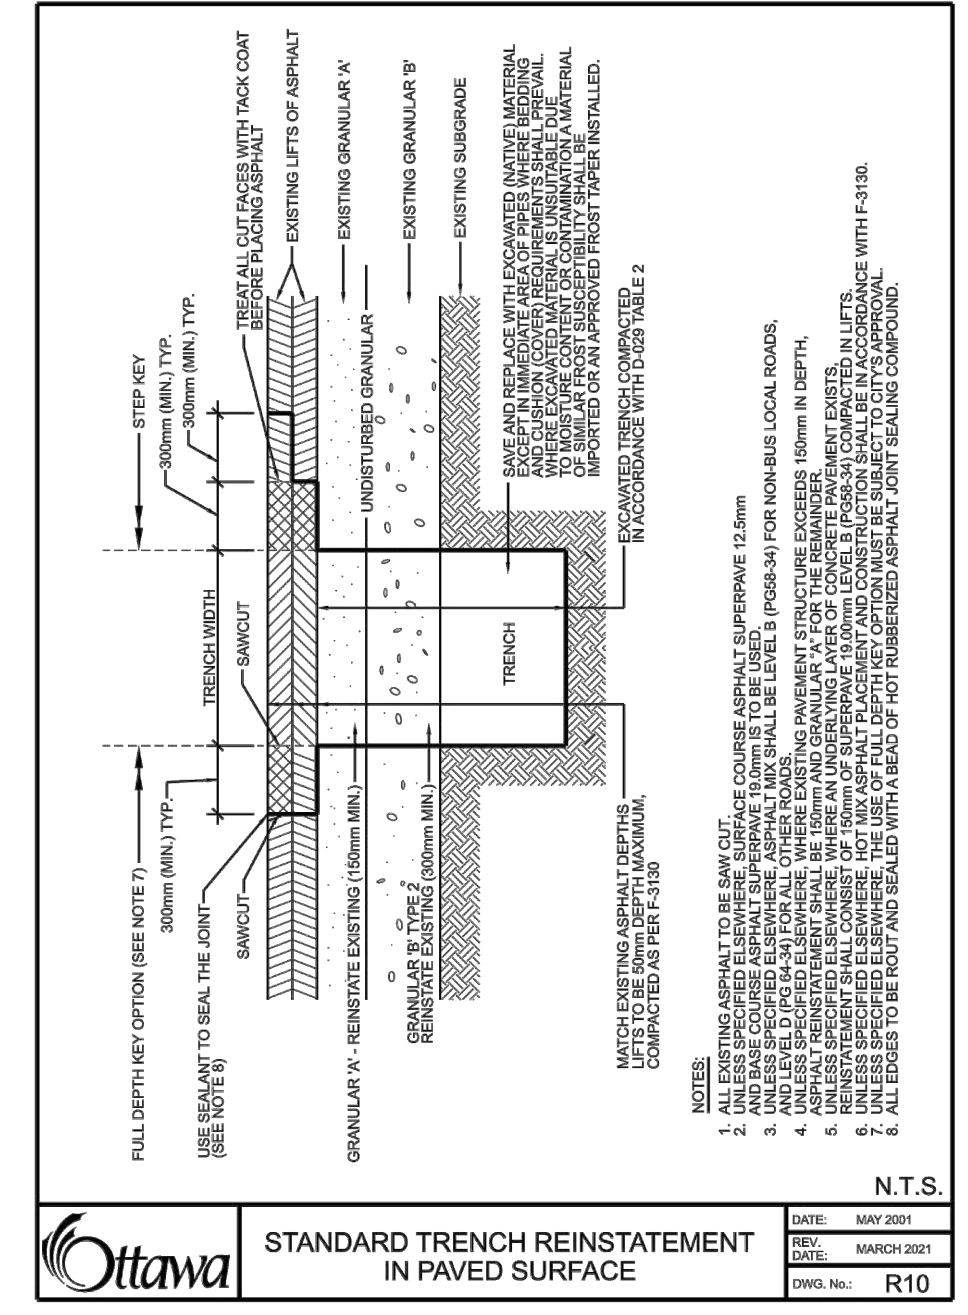 FULL DEPTH KEY OPTION (SEE NOTE 7)
STEP KEY
300mm (MIN.) TYP.
300mm (MIN.) TYP.
300mm (MIN.) TYP.
TRENCH WIDTH
USE SEALANT TO SEAL THE JOINT
(SEE NOTE 8)
SAWCUT
SAWCUT
TREAT ALL CUT FACES WITH TACK COAT
BEFORE PLACING ASPHALT
EXISTING LIFTS OF ASPHALT
EXISTING GRANULAR 'A'
UNDISTURBED GRANULAR
EXISTING GRANULAR 'B'
EXISTING SUBGRADE
GRANULAR 'A' - REINSTATE EXISTING (150mm MIN.)
GRANULAR 'B' TYPE 2
REINSTATE EXISTING (300mm MIN.)
TRENCH
SAVE AND REPLACE WITH EXCAVATED (NATIVE) MATERIAL
EXCEPT IN IMMEDIATE AREA OF PIPES WHERE BEDDING
AND CUSHION (COVER) REQUIREMENTS SHALL PREVAIL.
WHERE EXCAVATED MATERIAL IS UNSUITABLE DUE
TO MOISTURE CONTENT OR CONTAMINATION A MATERIAL
OF SIMILAR FROST SUSCEPTIBILITY SHALL BE
IMPORTED OR AN APPROVED FROST TAPER INSTALLED.
EXCAVATED TRENCH COMPACTED
IN ACCORDANCE WITH D-029 TABLE 2
MATCH EXISTING ASPHALT DEPTHS
LIFTS TO BE 50mm DEPTH MAXIMUM,
COMPACTED AS PER F-3130
NOTES:
1. ALL EXISTING ASPHALT TO BE SAW CUT.
2. UNLESS SPECIFIED ELSEWHERE, SURFACE COURSE ASPHALT SUPERPAVE 12.5mm
AND BASE COURSE ASPHALT SUPERPAVE 19.0mm IS TO BE USED.
3. UNLESS SPECIFIED ELSEWHERE, ASPHALT MIX SHALL BE LEVEL B (PG58-34) FOR NON-BUS LOCAL ROADS,
AND LEVEL D (PG 64-34) FOR ALL OTHER ROADS.
4. UNLESS SPECIFIED ELSEWHERE, WHERE EXISTING PAVEMENT STRUCTURE EXCEEDS 150mm IN DEPTH,
ASPHALT REINSTATEMENT SHALL BE 150mm AND GRANULAR "A" FOR THE REMAINDER.
5. UNLESS SPECIFIED ELSEWHERE, WHERE AN UNDERLYING LAYER OF CONCRETE PAVEMENT EXISTS,
REINSTATEMENT SHALL CONSIST OF 150mm OF SUPERPAVE 19.00mm LEVEL B (PG58-34) COMPACTED IN LIFTS.
6. UNLESS SPECIFIED ELSEWHERE, HOT MIX ASPHALT PLACEMENT AND CONSTRUCTION SHALL BE IN ACCORDANCE WITH F-3130.
7. UNLESS SPECIFIED ELSEWHERE, THE USE OF FULL DEPTH KEY OPTION MUST BE SUBJECT TO CITY'S APPROVAL.
8. ALL EDGES TO BE ROUT AND SEALED WITH A BEAD OF HOT RUBBERIZED ASPHALT JOINT SEALING COMPOUND.
N.T.S.
Ottawa
STANDARD TRENCH REINSTATEMENT
IN PAVED SURFACE
DATE: MAY 2001
REV.
DATE: MARCH 2021
DWG. No.: R10